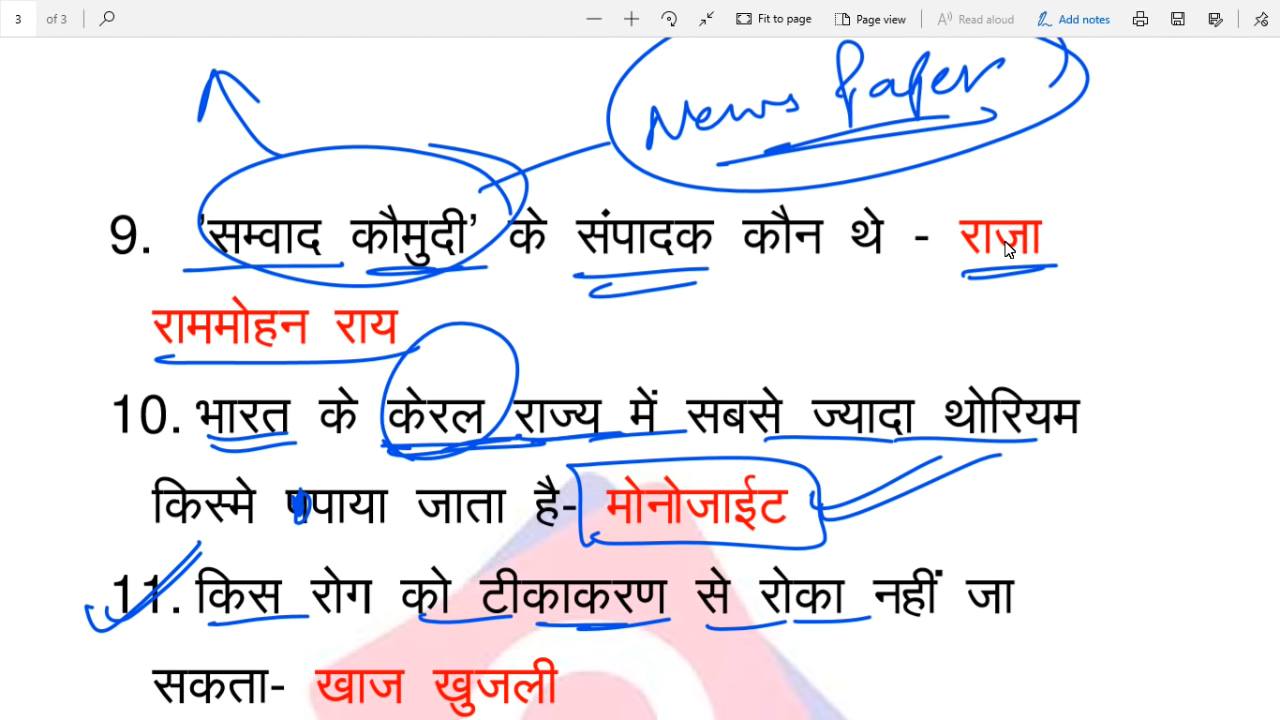 3 of 3 Fit to page Page view Read aloud Add notes
News Paper
9. 'सम्वाद कौमुदी' के संपादक कौन थे - राजा
राममोहन राय
10. भारत के केरल राज्य में सबसे ज्यादा थोरियम
किस्मे पपाया जाता है- मोनोजाईट
11. किस रोग को टीकाकरण से रोका नहीं जा
सकता- खाज खुजली